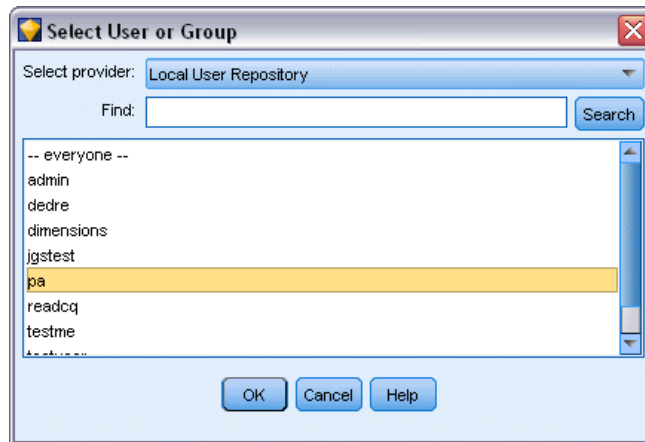 Select User or Group
Select provider: Local User Repository
Find: Search
-- everyone --
admin
dedre
dimensions
jgstest
pa
readcq
testme
OK Cancel Help